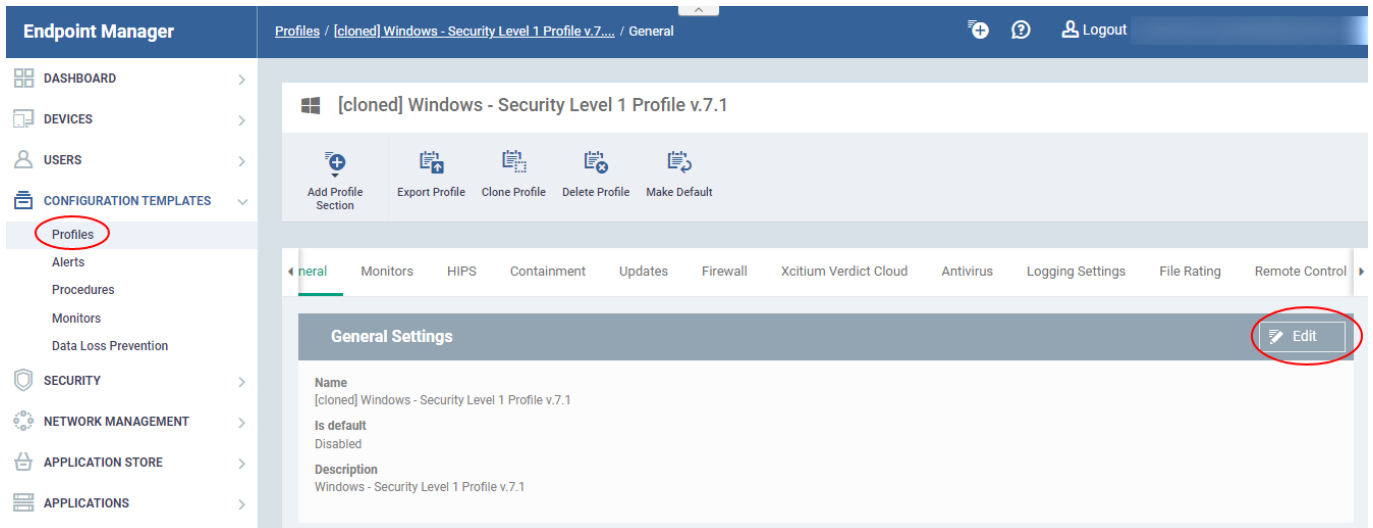 Endpoint Manager
Profiles / [cloned] Windows - Security Level 1 Profile v.7.... / General
Logout
DASHBOARD
DEVICES
USERS
CONFIGURATION TEMPLATES
Profiles
Alerts
Procedures
Monitors
Data Loss Prevention
SECURITY
NETWORK MANAGEMENT
APPLICATION STORE
APPLICATIONS
[cloned] Windows - Security Level 1 Profile v.7.1
Add Profile
Section
Export Profile
Clone Profile
Delete Profile
Make Default
neral Monitors HIPS Containment Updates Firewall Xcitium Verdict Cloud Antivirus Logging Settings File Rating Remote Control
General Settings
Edit
Name
[cloned] Windows - Security Level 1 Profile v.7.1
Is default
Disabled
Description
Windows - Security Level 1 Profile v.7.1